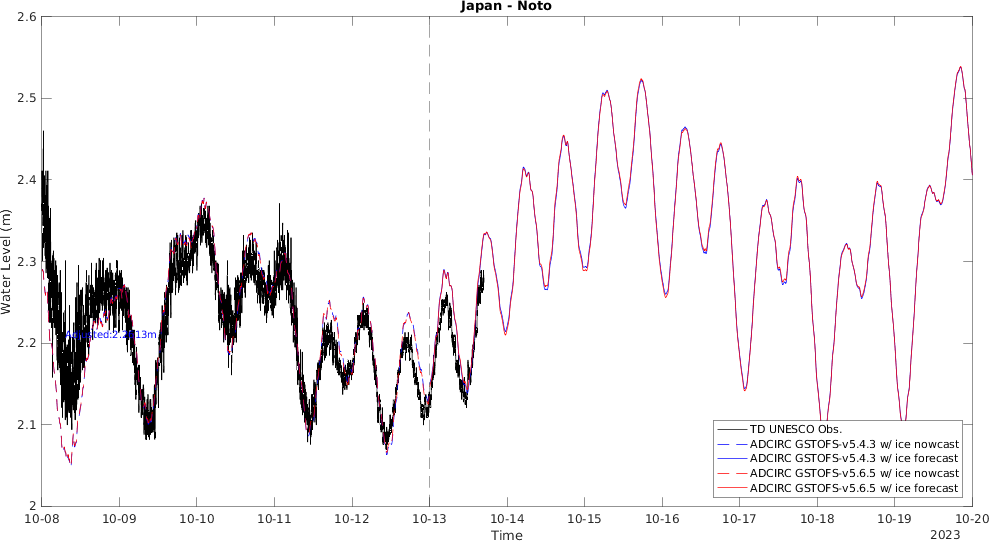 Japan - Noto
2.6
2.5
2.4
2.3
2.2
2.1
2
Water Level (m)
TD UNESCO Obs.
ADCIRC GSTOFS-v5.4.3 w/ ice nowcast
ADCIRC GSTOFS-v5.4.3 w/ ice forecast
ADCIRC GSTOFS-v5.6.5 w/ ice nowcast
ADCIRC GSTOFS-v5.6.5 w/ ice forecast
10-08 10-09 10-10 10-11 10-12 10-13 10-14 10-15 10-16 10-17 10-18 10-19 10-20
Time
2023